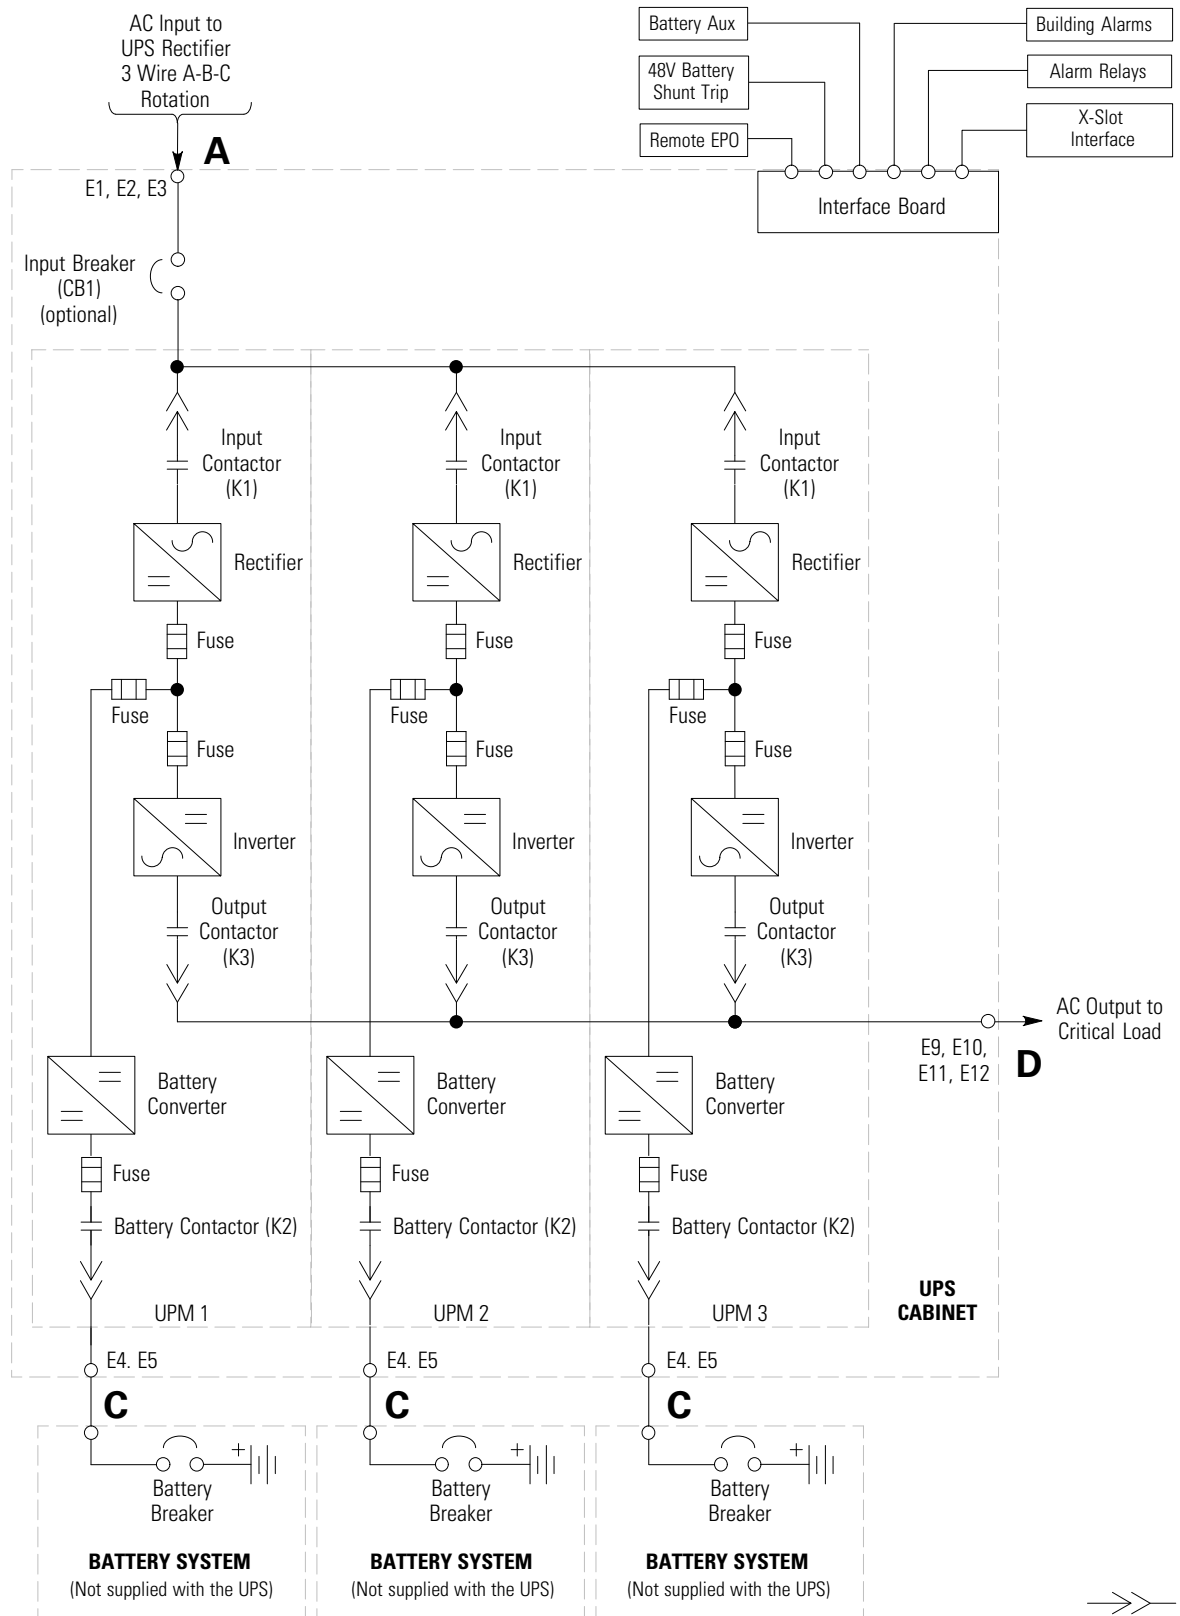 AC Input to
UPS Rectifier
3 Wire A-B-C
Rotation
A
E1, E2, E3
Battery Aux
48V Battery
Shunt Trip
Remote EPO
Building Alarms
Alarm Relays
X-Slot
Interface
Interface Board
Input Breaker
(CB1)
(optional)
Input
Contactor
(K1)
Input
Contactor
(K1)
Input
Contactor
(K1)
Rectifier
Rectifier
Rectifier
Fuse
Fuse
Fuse
Fuse
Fuse
Fuse
Fuse
Fuse
Fuse
Inverter
Inverter
Inverter
Output
Contactor
(K3)
Output
Contactor
(K3)
Output
Contactor
(K3)
AC Output to
Critical Load
E9, E10,
E11, E12
D
Battery
Converter
Battery
Converter
Battery
Converter
Fuse
Fuse
Fuse
Battery Contactor (K2)
Battery Contactor (K2)
Battery Contactor (K2)
UPM 1
UPM 2
UPM 3
UPS
CABINET
E4. E5
E4. E5
E4. E5
C
C
C
+
+
+
Battery
Breaker
Battery
Breaker
Battery
Breaker
BATTERY SYSTEM
(Not supplied with the UPS)
BATTERY SYSTEM
(Not supplied with the UPS)
BATTERY SYSTEM
(Not supplied with the UPS)